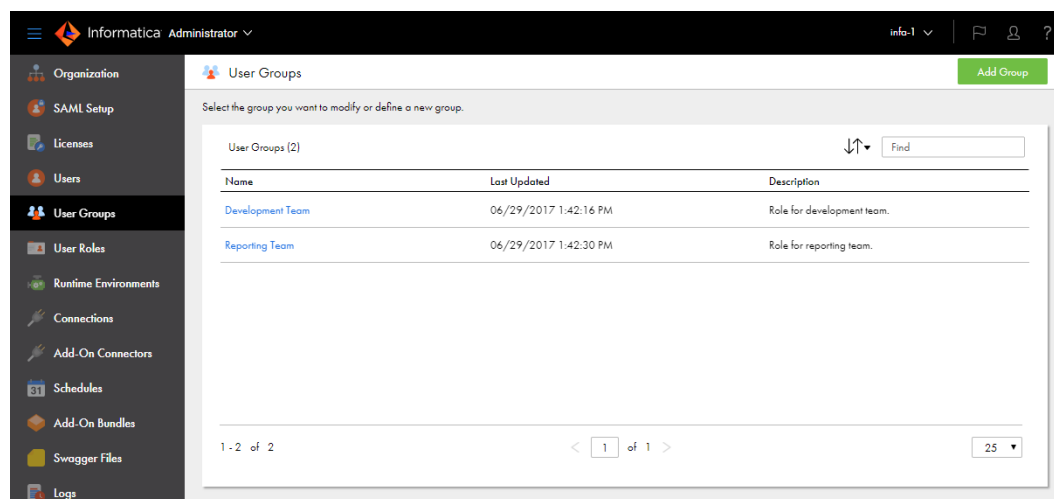 Informatica Administrator
infa-1
?
Organization
SAML Setup
Licenses
Users
User Groups
User Roles
Runtime Environments
Connections
Add-On Connectors
31 Schedules
Add-On Bundles
Swagger Files
Logs
User Groups
Add Group
Select the group you want to modify or define a new group.
User Groups (2)
Find
Name Last Updated Description
Development Team 06/29/2017 1:42:16 PM Role for development team.
Reporting Team 06/29/2017 1:42:30 PM Role for reporting team.
1 - 2 of 2 < 1 of 1 > 25